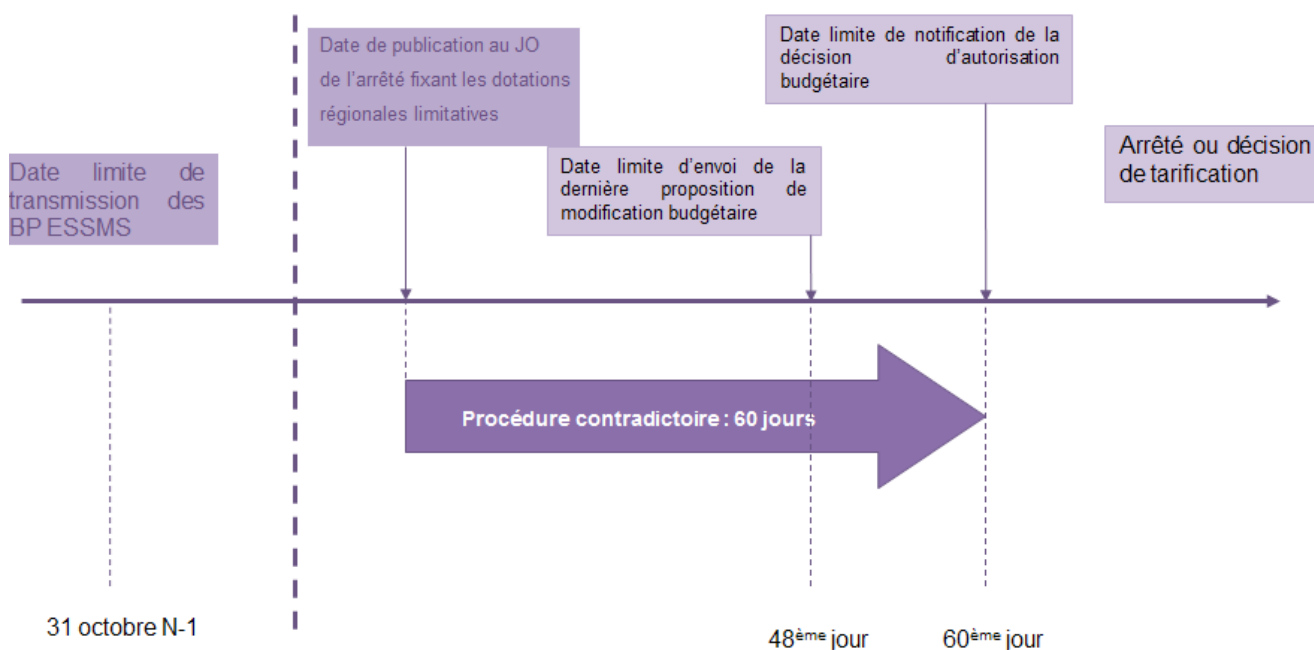 Date limite de
transmission des
BP ESSMS
Date de publication au JO
de l'arrêté fixant les dotations
régionales limitatives
Date limite d'envoi de la
dernière proposition de
modification budgétaire
Date limite de notification de la
décision d'autorisation
budgétaire
Arrêté ou décision
de tarification
Procédure contradictoire : 60 jours
31 octobre N-1
48ème jour
60ème jour